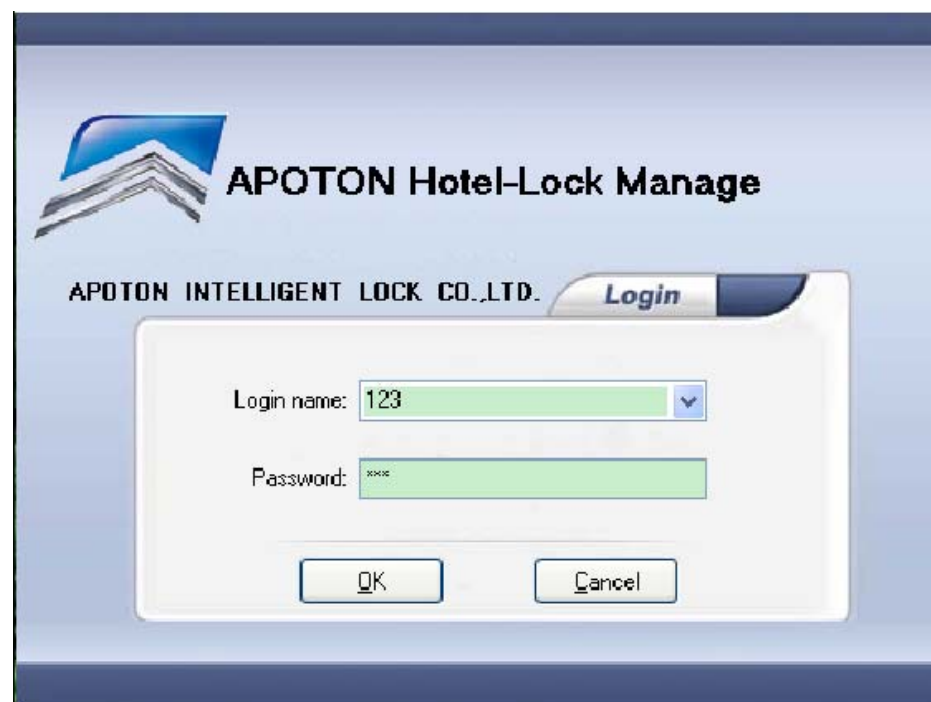 APOTON Hotel-Lock Manage
APOTON INTELLIGENT LOCK CO.,LTD.
Login
Login name: 123
Password: ***
OK Cancel